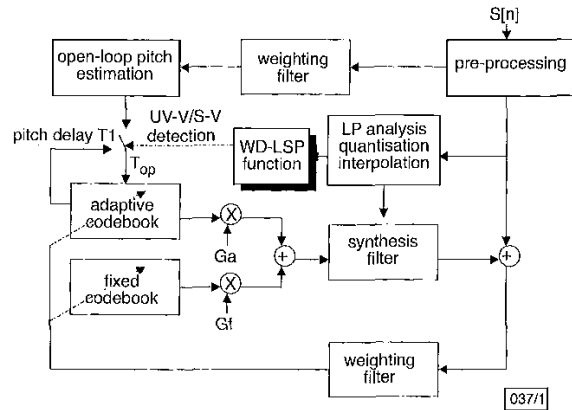 S[n]
open-loop pitch
estimation
weighting
filter
pre-processing
pitch delay T1
UV-V/S-V
detection
WD-LSP
function
LP analysis
quantisation
interpolation
Top
adaptive
codebook
X
Ga
+
synthesis
filter
+
fixed
codebook
X
Gf
weighting
filter
037/1